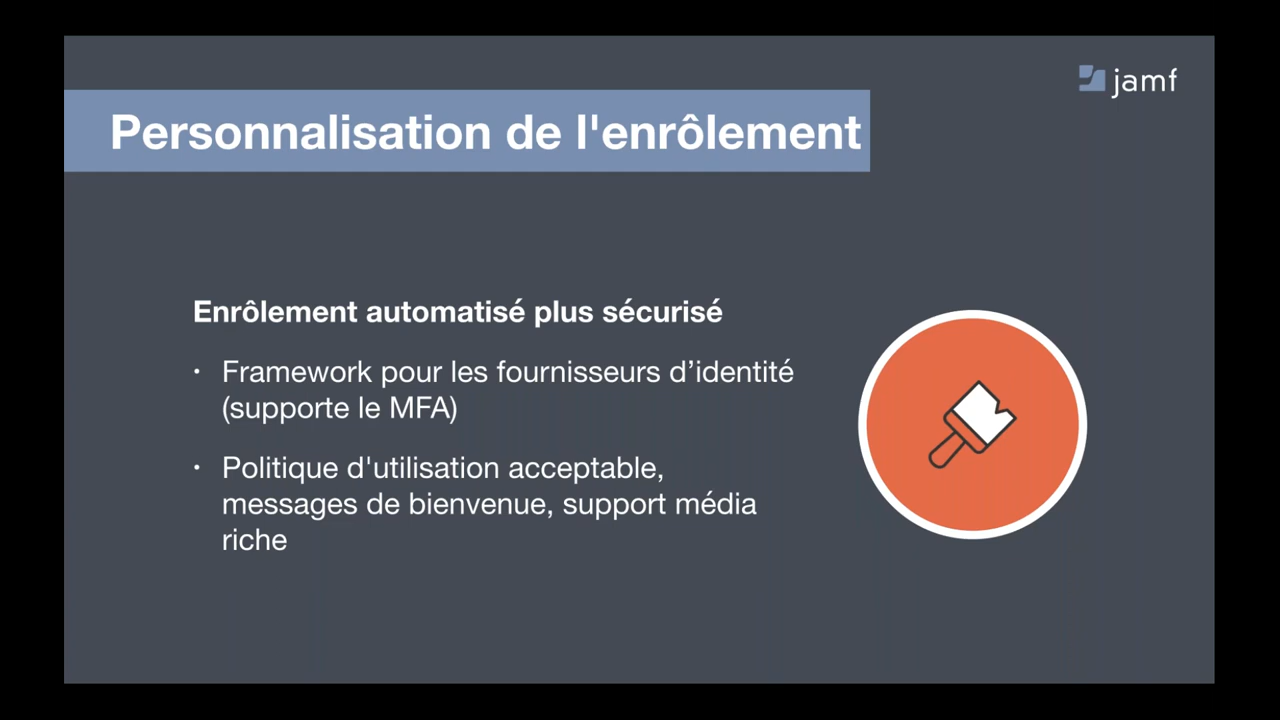 jamf
Personnalisation de l'enrôlement
Enrôlement automatisé plus sécurisé
• Framework pour les fournisseurs d’identité
(supporte le MFA)
• Politique d'utilisation acceptable,
messages de bienvenue, support média
riche